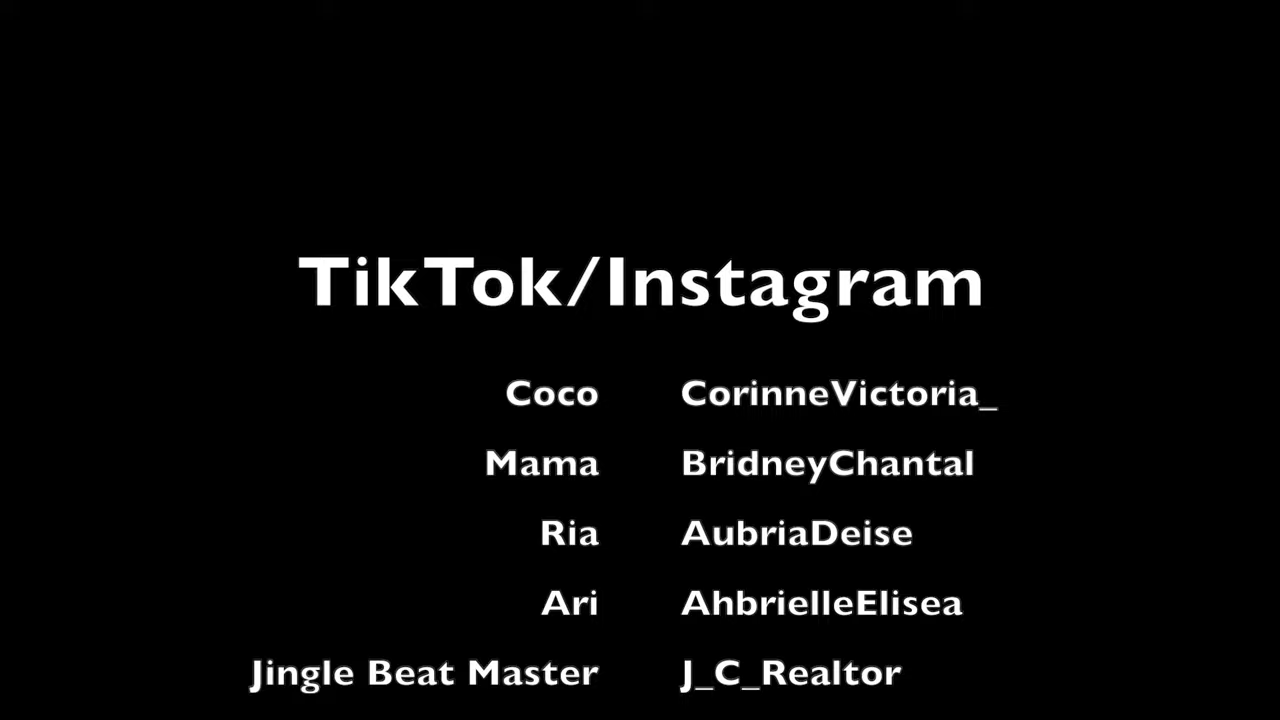 TikTok/Instagram
Coco CorinneVictoria_
Mama BridneyChantal
Ria AubriaDeise
Ari AhbrielleElisea
Jingle Beat Master J_C_Realtor